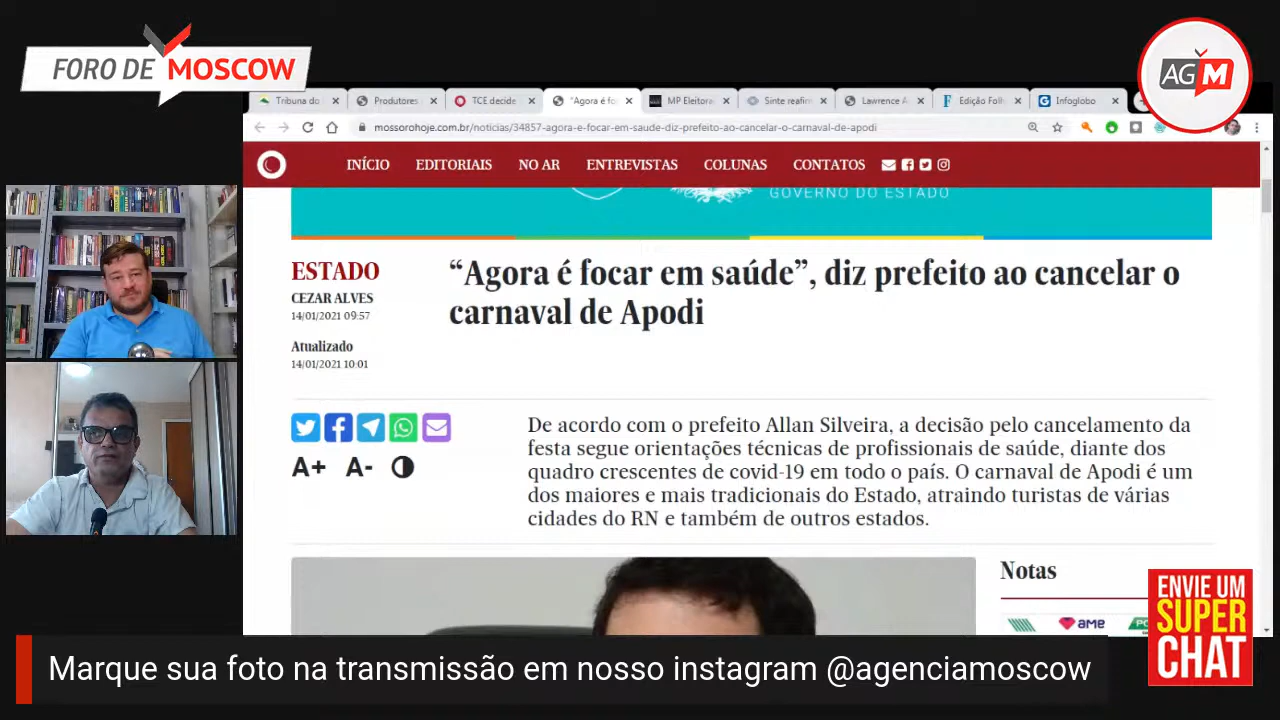 FORO DE MOSCOW
AGM
Tribuna do
Produtores
TCE decide
"Agora é fo
MP Eleitora
Sinte reafir
Lawrence A
Edição Folh
Infoglobo
mossorohoje.com.br/noticias/34857-agora-e-focar-em-saude-diz-prefeito-ao-cancelar-o-carnaval-de-apodi
INÍCIO EDITORIAIS NO AR ENTREVISTAS COLUNAS CONTATOS
GOVERNO DO ESTADO
ESTADO
CEZAR ALVES
14/01/2021 09:57
Atualizado
14/01/2021 10:01
“Agora é focar em saúde”, diz prefeito ao cancelar o
carnaval de Apodi
A+ A-
De acordo com o prefeito Allan Silveira, a decisão pelo cancelamento da
festa segue orientações técnicas de profissionais de saúde, diante dos
quadro crescentes de covid-19 em todo o país. O carnaval de Apodi é um
dos maiores e mais tradicionais do Estado, atraindo turistas de várias
cidades do RN e também de outros estados.
Notas
AME
ENVIE UM
SUPER
CHAT
Marque sua foto na transmissão em nosso instagram @agenciamoscow